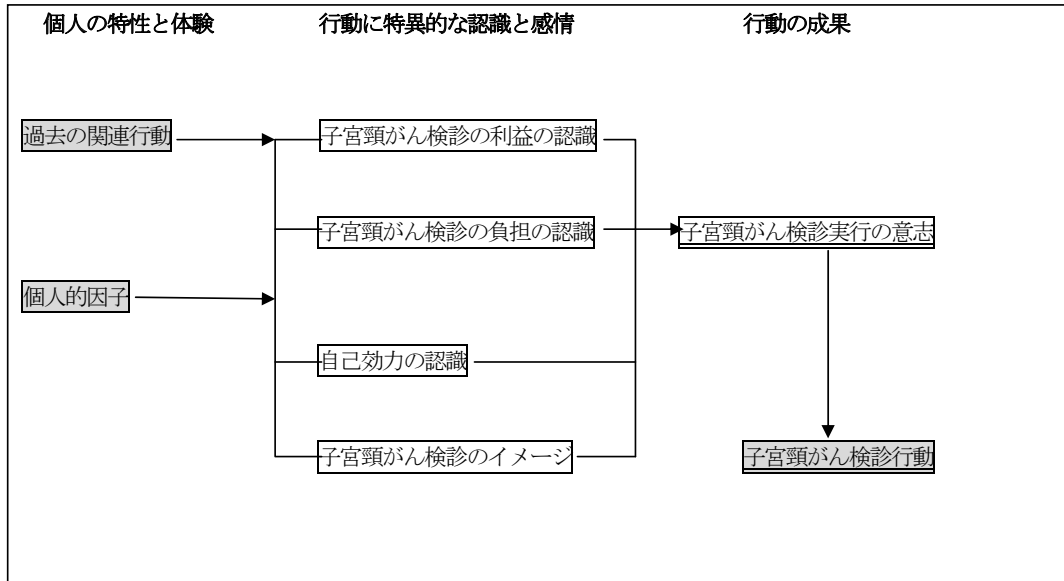 個人の特性と体験 行動に特異的な認識と感情 行動の成果
過去の関連行動 子宮頸がん検診の利益の認識
子宮頸がん検診の負担の認識 子宮頸がん検診実行の意志
個人的因子
自己効力の認識
子宮頸がん検診のイメージ 子宮頸がん検診行動